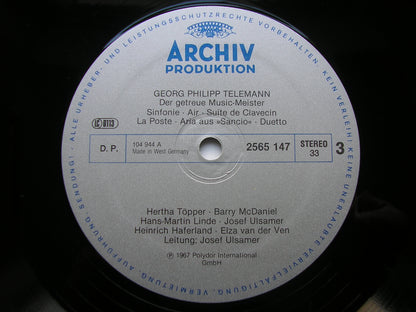 ALLE URHEBER- UND LEISTUNGSSCHUTZRECHTE VORBEHALTEN · KEIN VERLEIH! KEINE UNERLAUBTE VERVIELFÄLTIGUNG, VERMIETUNG, SENDUNG!
ARCHIV
PRODUKTION
GEORG PHILIPP TELEMANN
Der getreue Music-Meister
Sinfonie · Air · Suite de Clavecin
La Poste · Aria aus »Sancio« · Duetto
0113
D. P.
104 944 A
Made in West Germany
2565 147
STEREO
33
3
Hertha Töpper · Barry McDaniel
Hans-Martin Linde · Josef Ulsamer
Heinrich Haferland · Elza van der Ven
Leitung: Josef Ulsamer
℗ 1967 Polydor International
GmbH